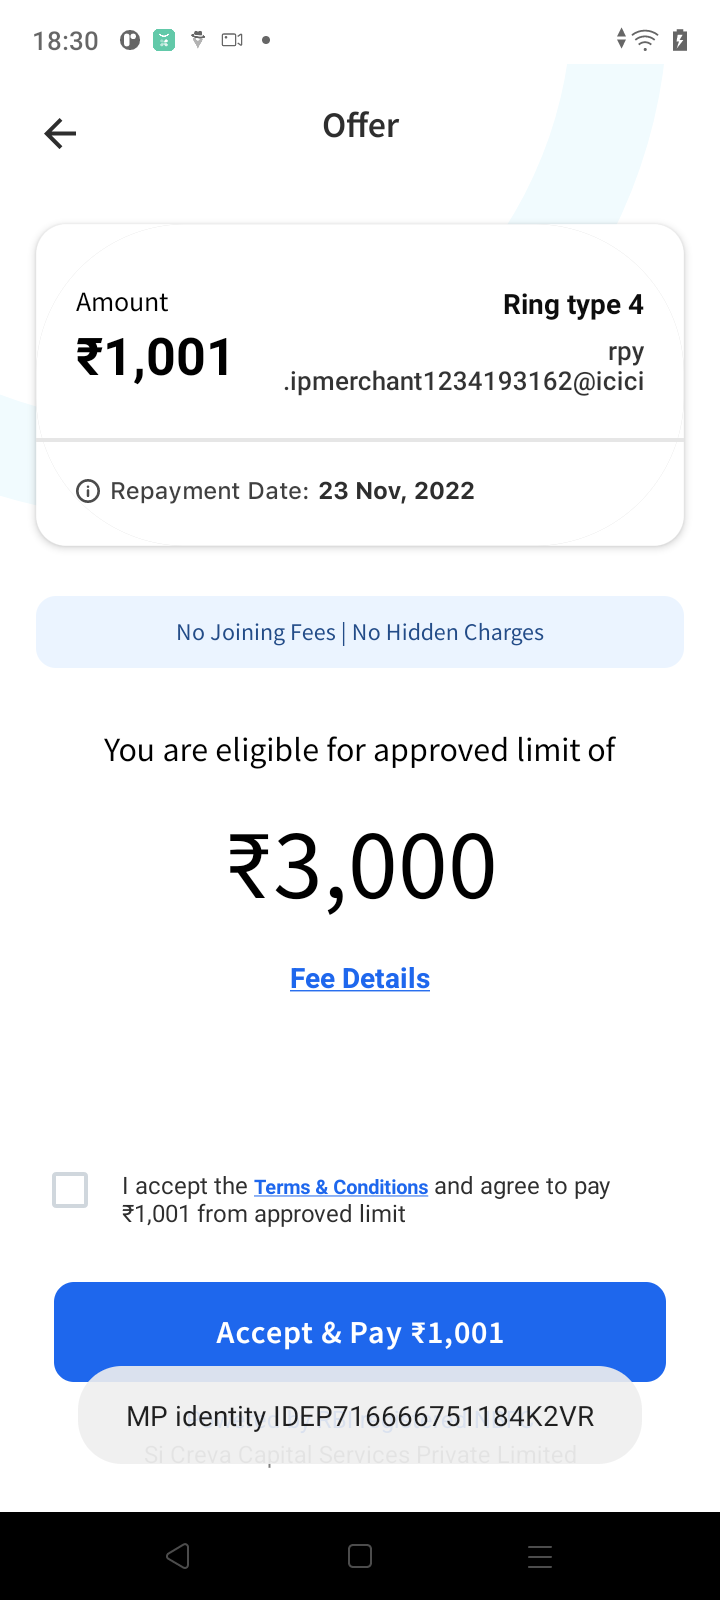 18:30
Offer
Amount
Ring type 4
₹1,001
rpy
.ipmerchant1234193162@icici
Repayment Date: 23 Nov, 2022
No Joining Fees | No Hidden Charges
You are eligible for approved limit of
₹3,000
Fee Details
I accept the Terms & Conditions and agree to pay
₹1,001 from approved limit
Accept & Pay ₹1,001
MP identity IDEP716666751184K2VR
Si Creva Capital Services Private Limited